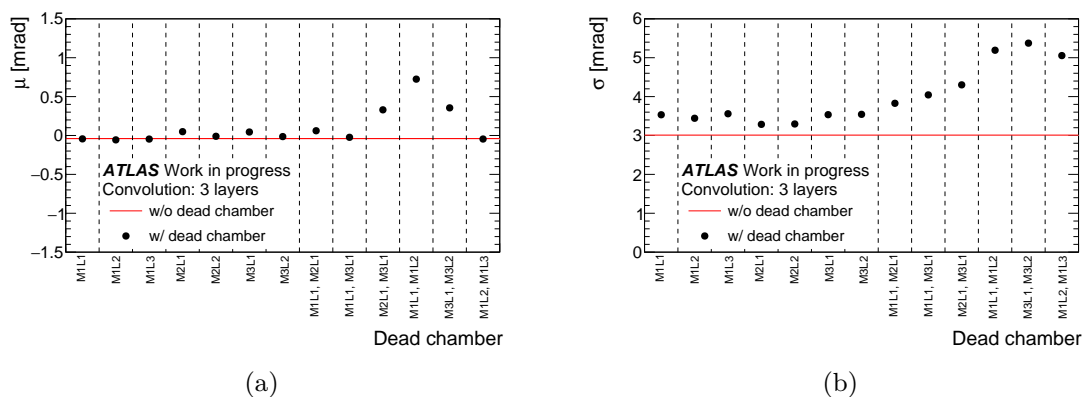 μ [mrad]
1.5
1
0.5
0
−0.5
−1
−1.5
ATLAS Work in progress
Convolution: 3 layers
w/o dead chamber
w/ dead chamber
M1L1
M1L2
M1L3
M2L1
M2L2
M3L1
M3L2
M1L1, M2L1
M1L1, M3L1
M2L1, M3L1
M1L1, M1L2
M3L1, M3L2
M1L2, M1L3
Dead chamber
(a)
σ [mrad]
6
5
4
3
2
1
0
ATLAS Work in progress
Convolution: 3 layers
w/o dead chamber
w/ dead chamber
M1L1
M1L2
M1L3
M2L1
M2L2
M3L1
M3L2
M1L1, M2L1
M1L1, M3L1
M2L1, M3L1
M1L1, M1L2
M3L1, M3L2
M1L2, M1L3
Dead chamber
(b)